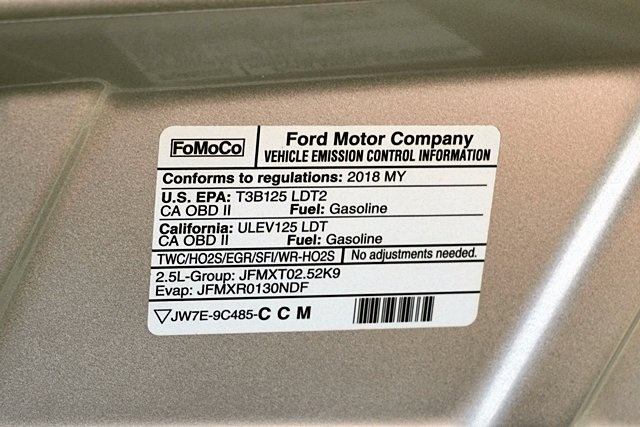 FoMoCo
Ford Motor Company
VEHICLE EMISSION CONTROL INFORMATION
Conforms to regulations: 2018 MY
U.S. EPA: T3B125 LDT2
CA OBD II Fuel: Gasoline
California: ULEV125 LDT
CA OBD II Fuel: Gasoline
TWC/HO2S/EGR/SFI/WR-HO2S No adjustments needed.
2.5L-Group: JFMXT02.52K9
Evap: JFMXR0130NDF
▽JW7E-9C485-C C M